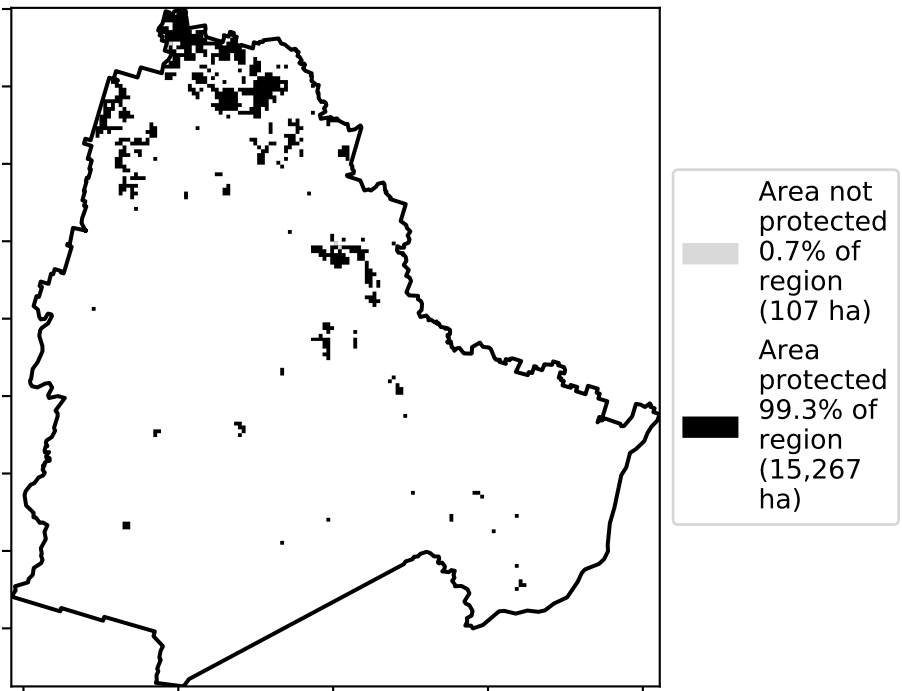 Area not
protected
0.7% of
region
(107 ha)
Area
protected
99.3% of
region
(15,267
ha)